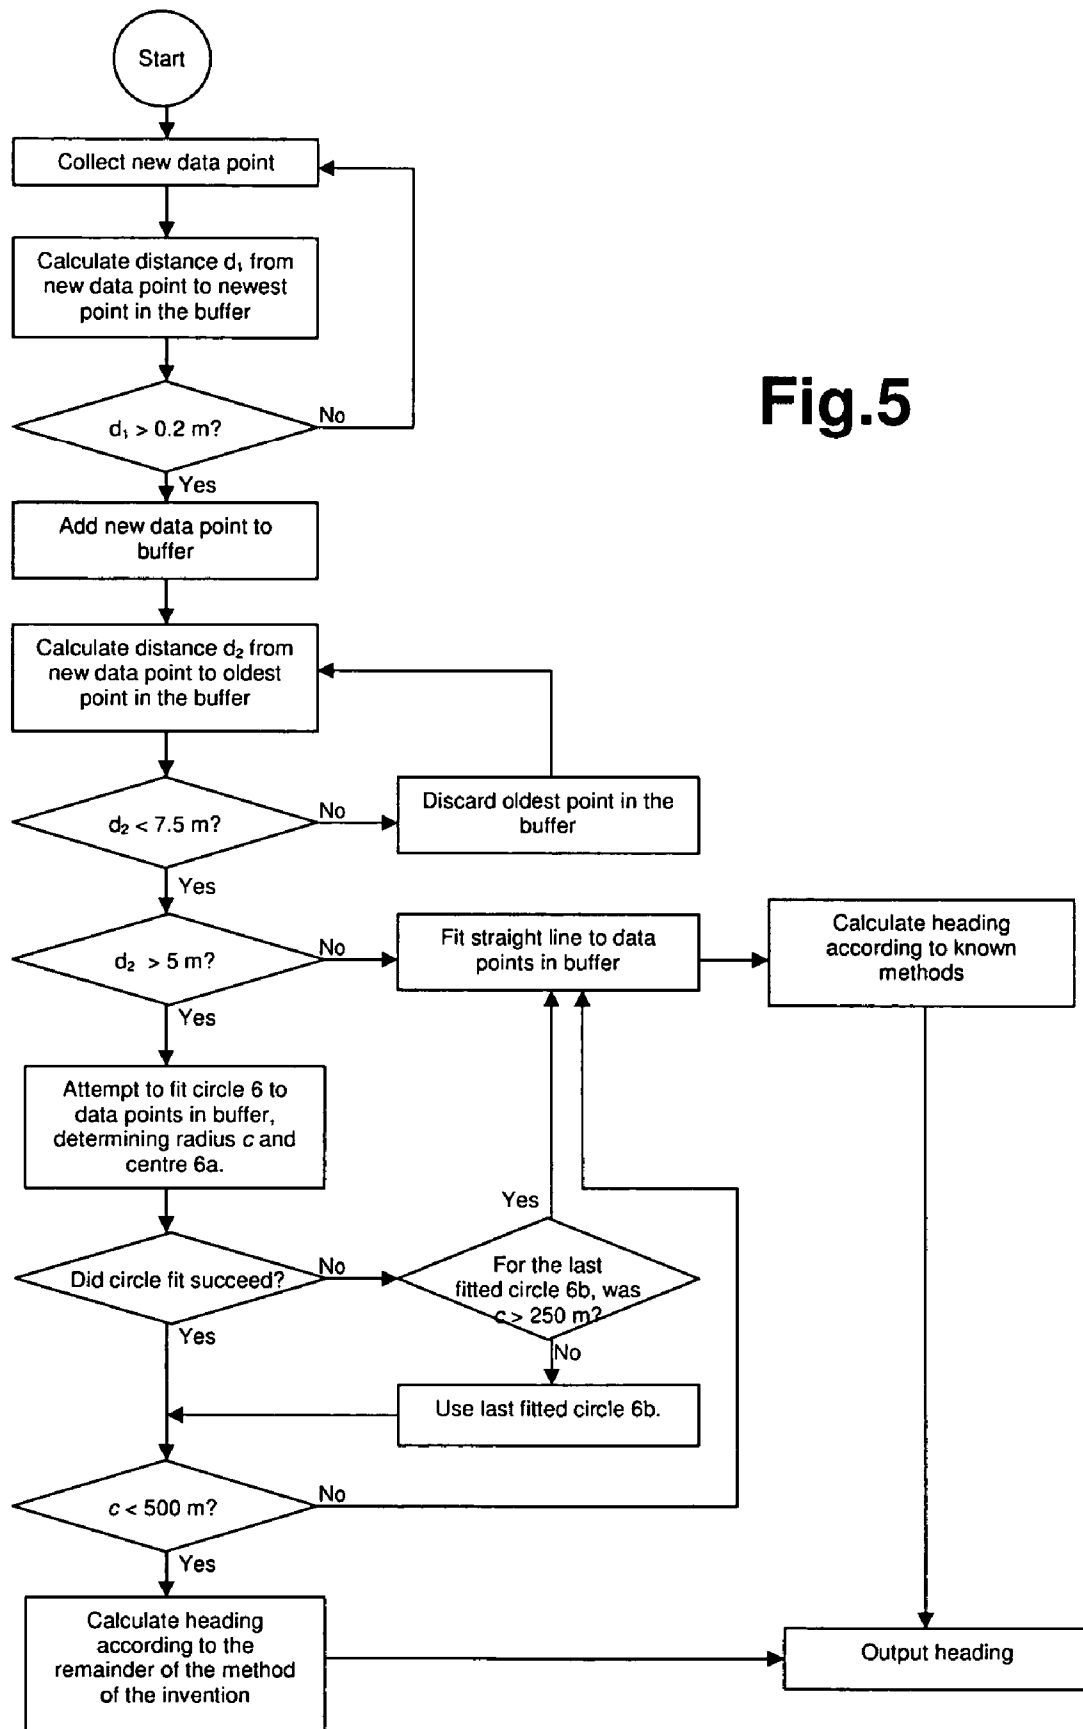 Start
Collect new data point
Calculate distance d₁ from
new data point to newest
point in the buffer
d₁ > 0.2 m?
No
Fig.5
Yes
Add new data point to
buffer
Calculate distance d₂ from
new data point to oldest
point in the buffer
d₂ < 7.5 m?
No
Discard oldest point in the
buffer
Yes
d₂ > 5 m?
No
Fit straight line to data
points in buffer
Calculate heading
according to known
methods
Yes
Attempt to fit circle 6 to
data points in buffer,
determining radius c and
centre 6a.
Yes
Did circle fit succeed?
No
For the last
fitted circle 6b, was
c > 250 m?
Yes
No
Use last fitted circle 6b.
c < 500 m?
No
Yes
Calculate heading
according to the
remainder of the method
of the invention
Output heading